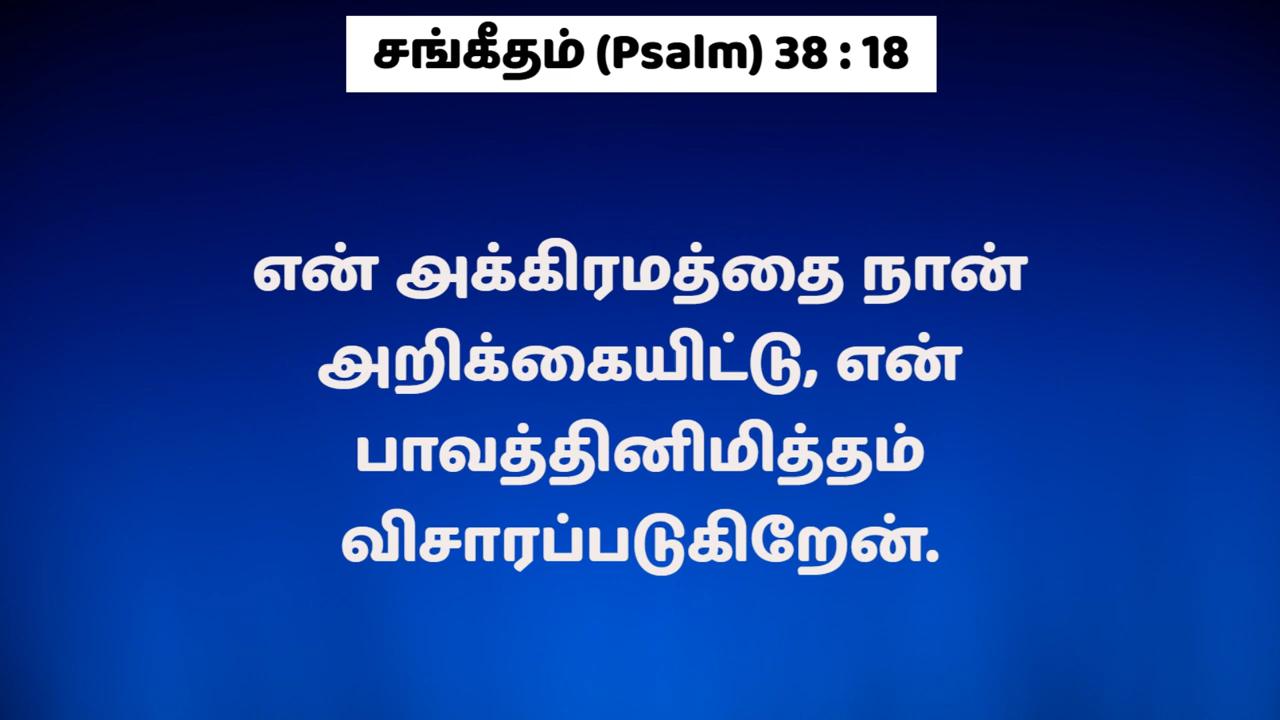 சங்கீதம் (Psalm) 38 : 18
என் அக்கிரமத்தை நான்
அறிக்கையிட்டு, என்
பாவத்தினிமித்தம்
விசாரப்படுகிறேன்.